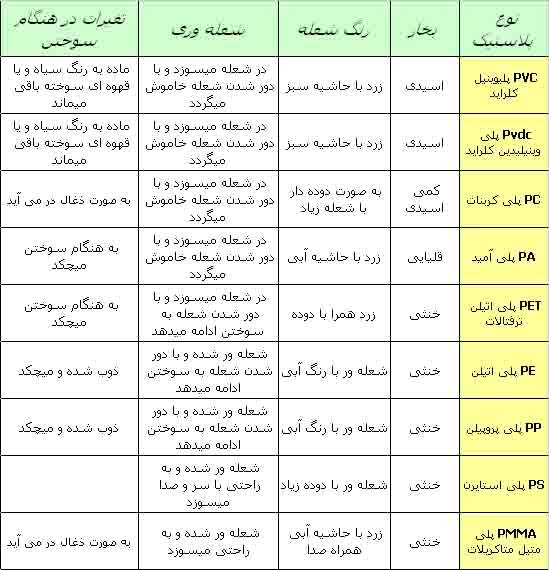 نوع
پلاستیک
بخار
رنگ شعله
شعله وری
تغیرات در هنگام
سوختن
PVC پلیوینیل
کلراید
اسیدی
زرد با حاشیه سبز
در شعله میسوزد و با
دور شدن شعله خاموش
میگردد
ماده به رنگ سیاه و یا
قهوه ای سوخته باقی
میماند
Pvdc پلی
وینیلیدین کلراید
اسیدی
زرد با حاشیه سبز
در شعله میسوزد و با
دور شدن شعله خاموش
میگردد
ماده به رنگ سیاه و یا
قهوه ای سوخته باقی
میماند
PC پلی کربنات
کمی
اسیدی
به صورت دوده دار
با شعله زیاد
در شعله میسوزد و با
دور شدن شعله خاموش
میگردد
به صورت ذغال در می آید
PA پلی آمید
قلیایی
زرد با حاشیه آبی
در شعله میسوزد و با
دور شدن شعله خاموش
میگردد
به هنگام سوختن
میچکد
PET پلی اتیلن
ترفتالات
خنثی
زرد همرا با دوده
در شعله میسوزد و با
دور شدن شعله به
سوختن ادامه میدهد
به هنگام سوختن
میچکد
PE پلی اتیلن
خنثی
شعله ور با رنگ آبی
شعله ور شده و با دور
شدن شعله به سوختن
ادامه میدهد
ذوب شده و میچکد
PP پلی پروپیلن
خنثی
شعله ور با رنگ آبی
شعله ور شده و با دور
شدن شعله به سوختن
ادامه میدهد
ذوب شده و میچکد
PS پلی استایرن
خنثی
شعله ور با دوده زیاد
شعله ور شده و به
راحتی با سر و صدا
میسوزد
PMMA پلی
متیل متاکریلات
خنثی
زرد با حاشیه آبی
همراه صدا
شعله ور شده و به
راحتی میسوزد
به صورت ذغال در می آید